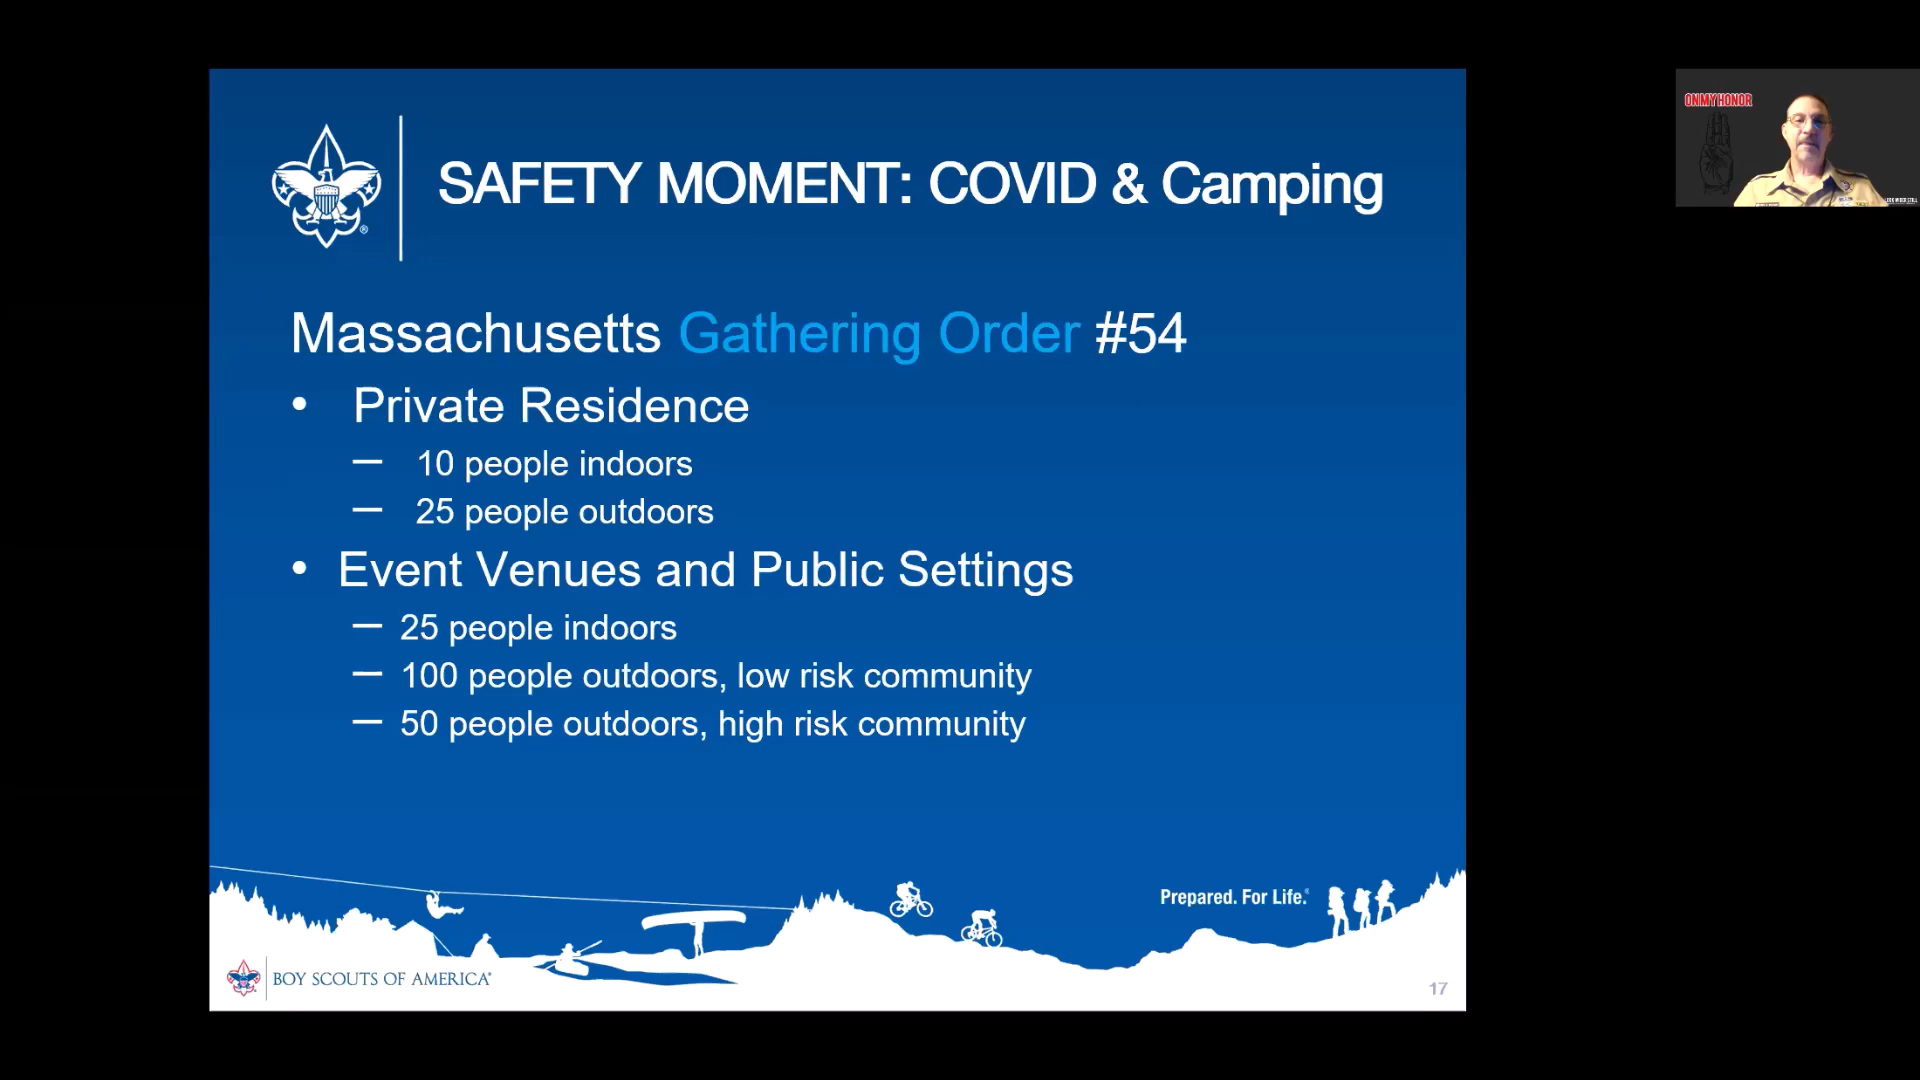 SAFETY MOMENT: COVID & Camping
ON MY HONOR
Massachusetts Gathering Order #54
• Private Residence
— 10 people indoors
— 25 people outdoors
• Event Venues and Public Settings
— 25 people indoors
— 100 people outdoors, low risk community
— 50 people outdoors, high risk community
Prepared. For Life.®
BOY SCOUTS OF AMERICA®
17